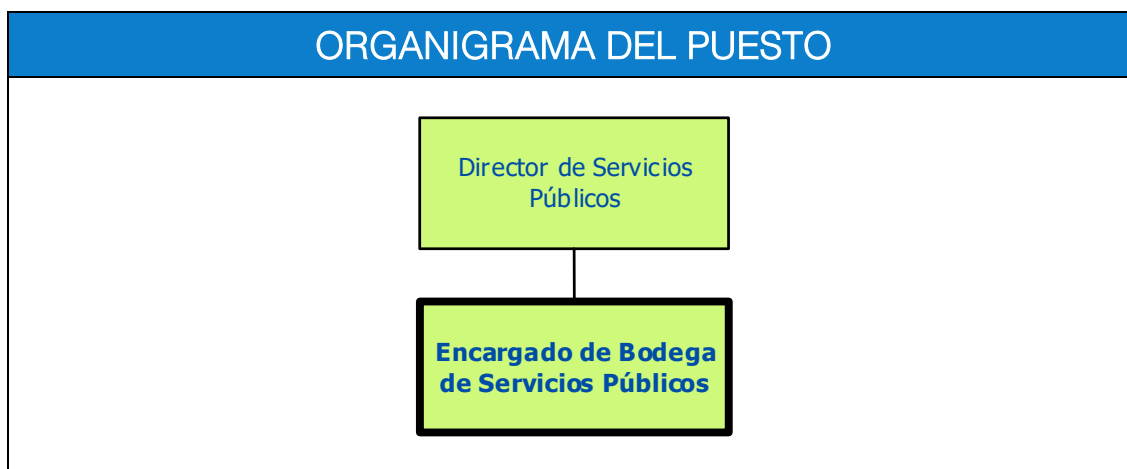 ORGANIGRAMA DEL PUESTO
Director de Servicios
Públicos
Encargado de Bodega
de Servicios Públicos